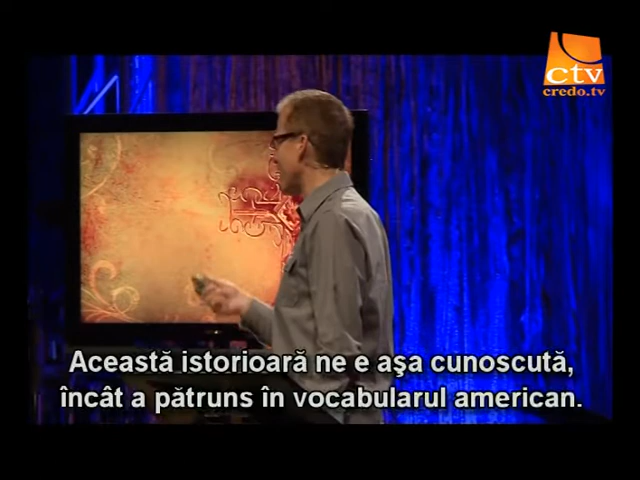 ctv
credo.tv
Această istorioară ne e aşa cunoscută,
încât a pătruns în vocabularul american.